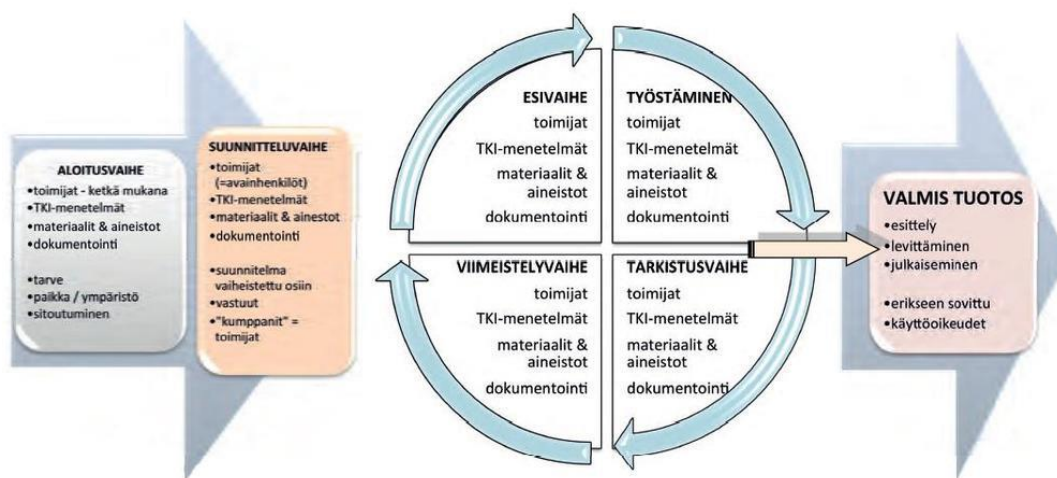 ALOITUSVAIHE
•toimijat - ketkä mukana
•TKI-menetelmät
•materiaalit & aineistot
•dokumentointi
•tarve
•paikka / ympäristö
•sitoutuminen
SUUNNITTELUVAIHE
•toimijat
(=avainhenkilöt)
•TKI-menetelmät
•materiaalit & ainestot
•dokumentointi
•suunnitelma
vaiheistettu osiin
•vastuut
•"kumppanit" =
toimijat
ESIVAIHE
toimijat
TKI-menetelmät
materiaalit &
aineistot
dokumentointi
TYÖSTÄMINEN
toimijat
TKI-menetelmät
materiaalit &
aineistot
dokumentointi
VIIMEISTELYVAIHE
toimijat
TKI-menetelmät
materiaalit &
aineistot
dokumentointi
TARKISTUSVAIHE
toimijat
TKI-menetelmät
materiaalit &
aineistot
dokumentointi
VALMIS TUOTOS
•esittely
•levittäminen
•julkaiseminen
•erikseen sovittu
•käyttöoikeudet